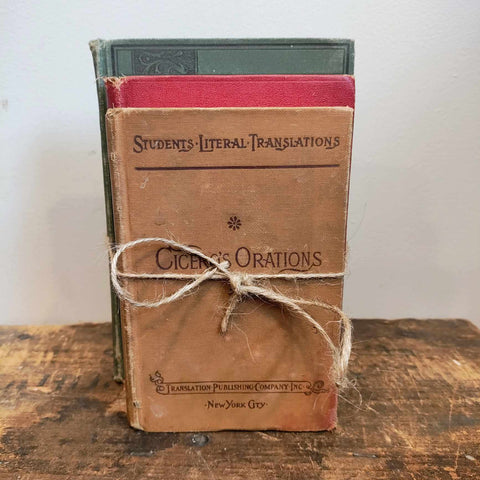 STUDENTS · LITERAL · TRANSLATIONS
CICERO'S ORATIONS
TRANSLATION · PUBLISHING · COMPANY INC
· NEW YORK CITY ·